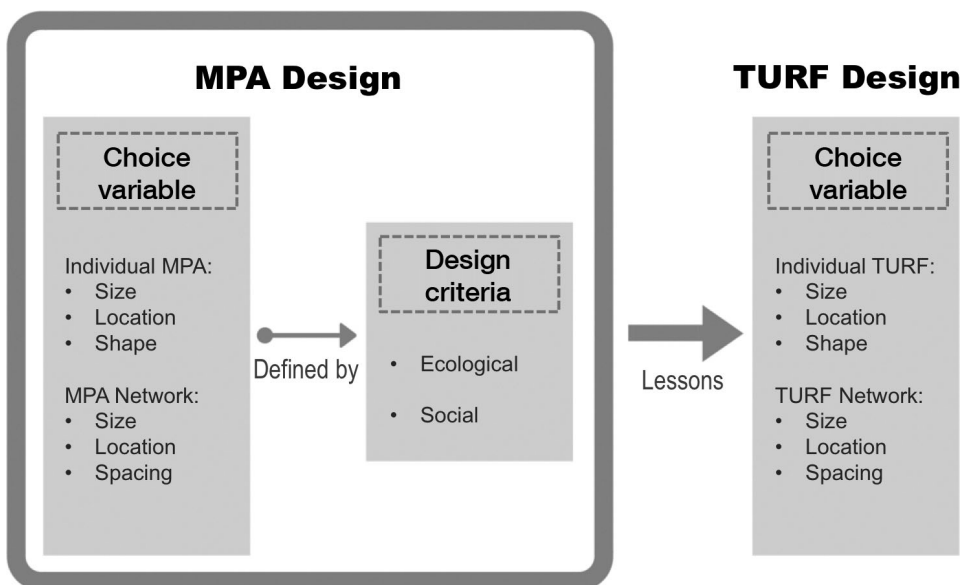 MPA Design
Choice
variable
Individual MPA:
• Size
• Location
• Shape
MPA Network:
• Size
• Location
• Spacing
Defined by
Design
criteria
• Ecological
• Social
Lessons
TURF Design
Choice
variable
Individual TURF:
• Size
• Location
• Shape
TURF Network:
• Size
• Location
• Spacing